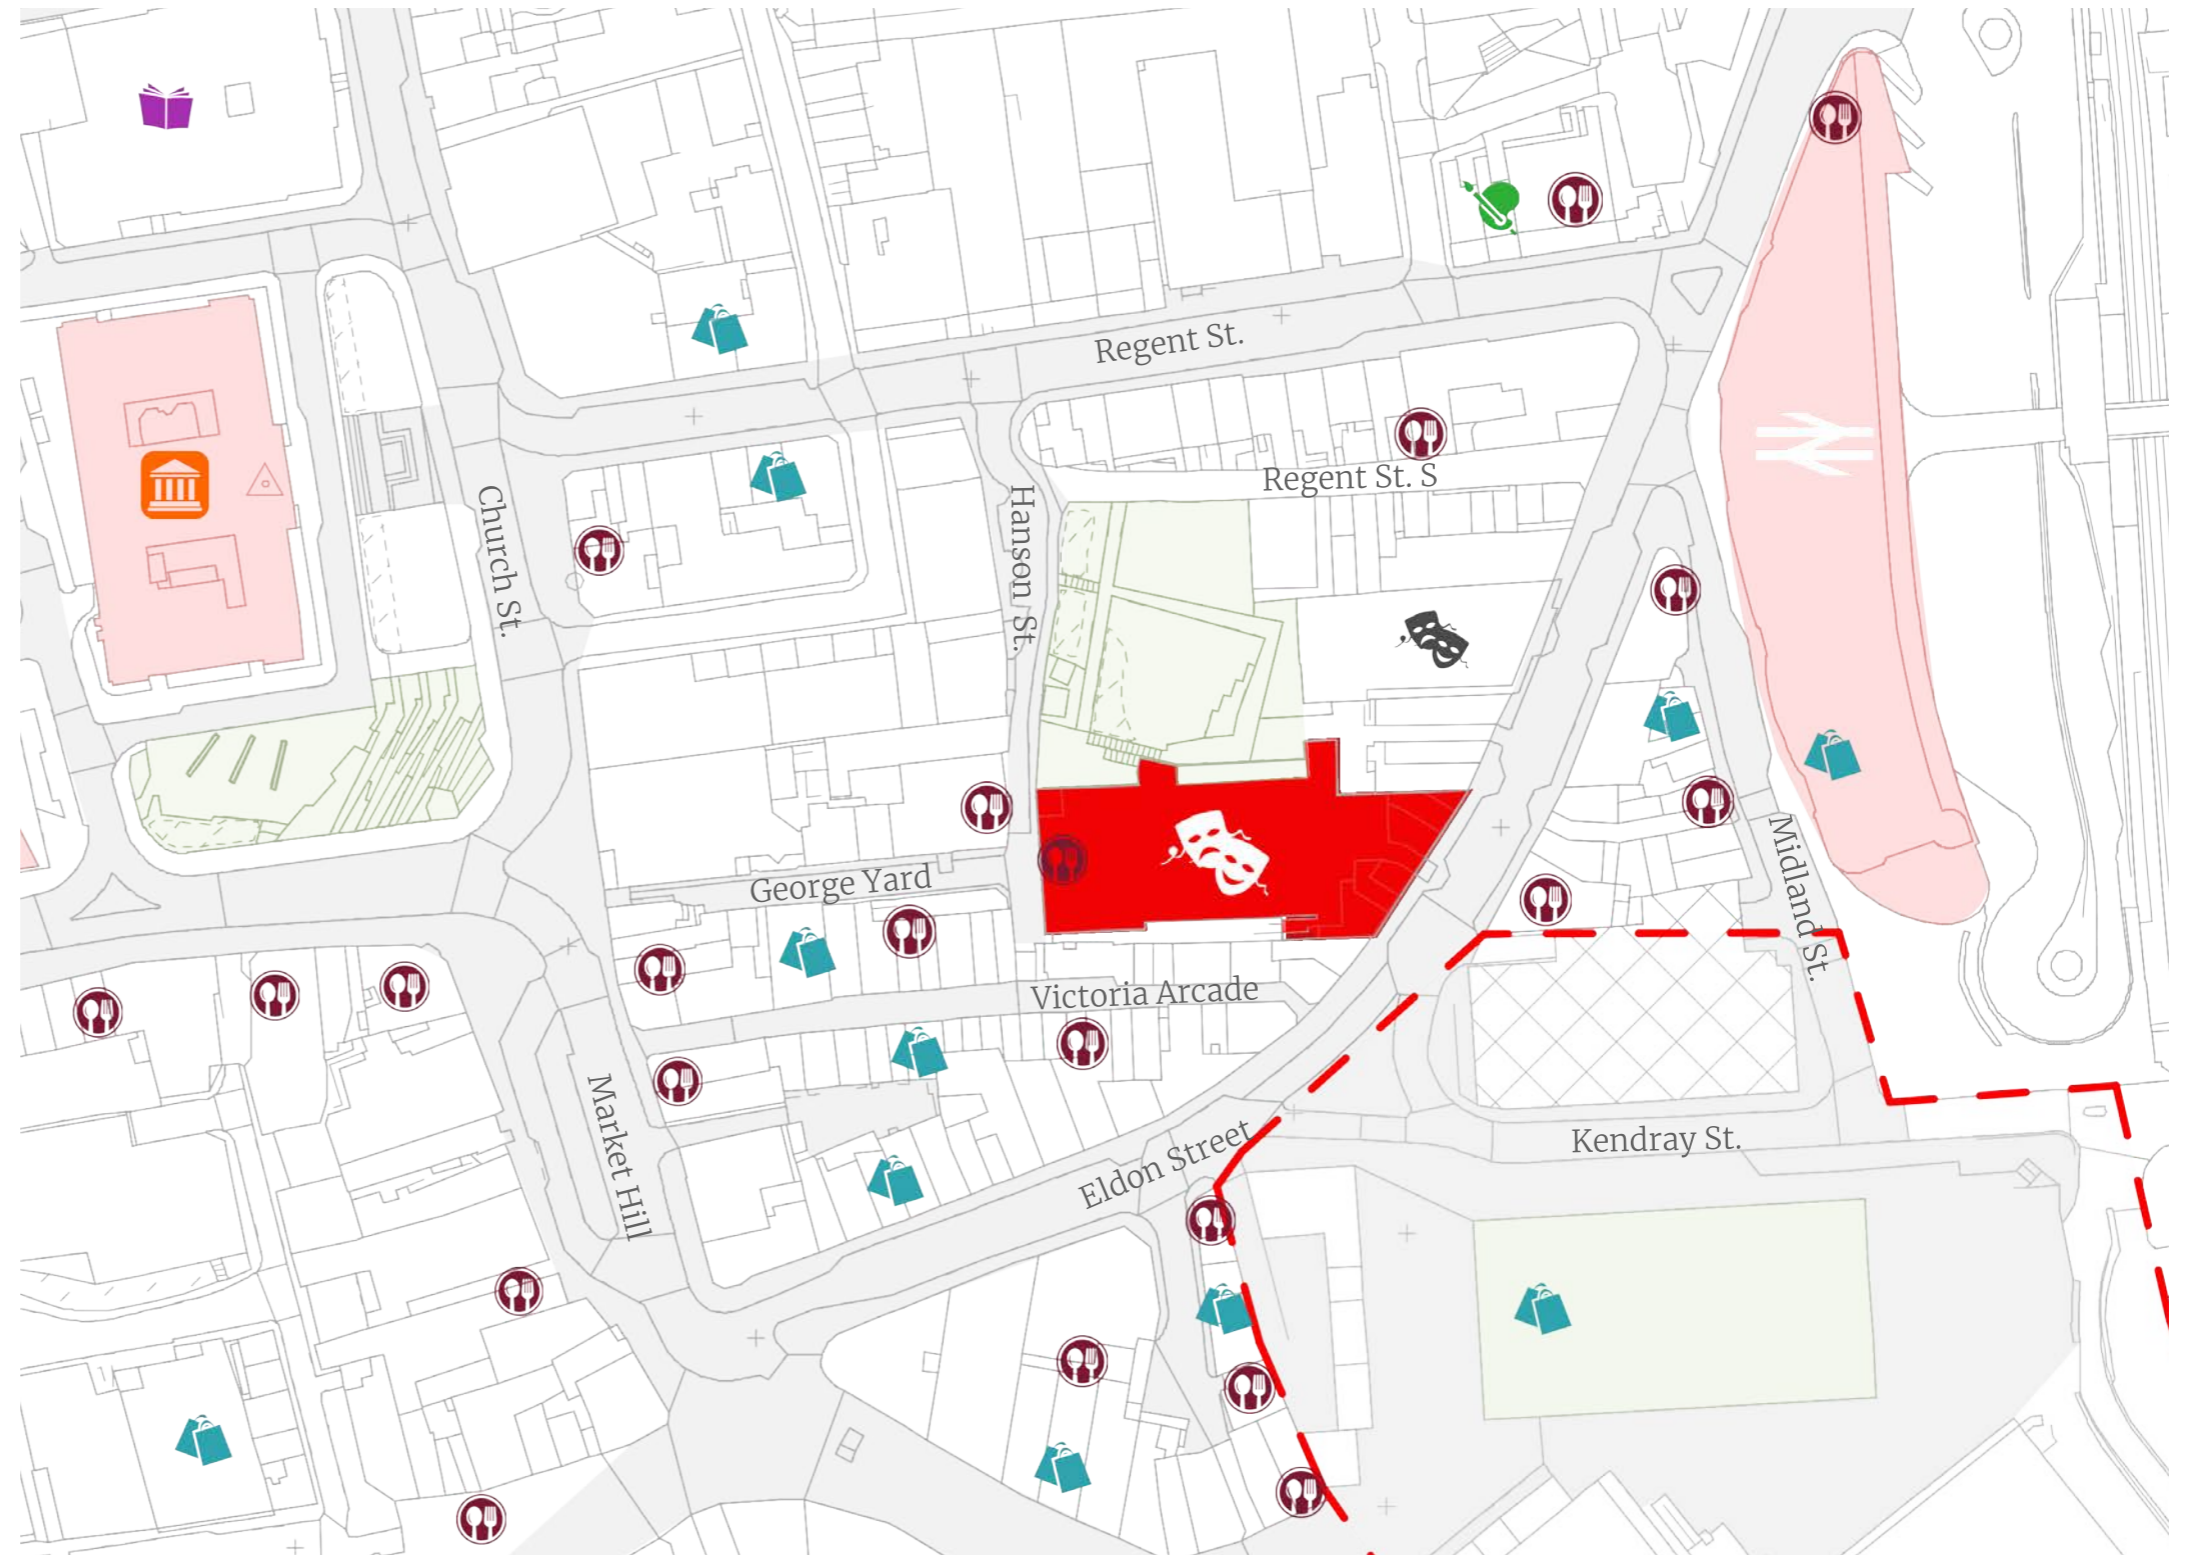 Regent St.
Regent St. S
Church St.
Hanson St.
George Yard
Midland St.
Victoria Arcade
Market Hill
Eldon Street
Kendray St.